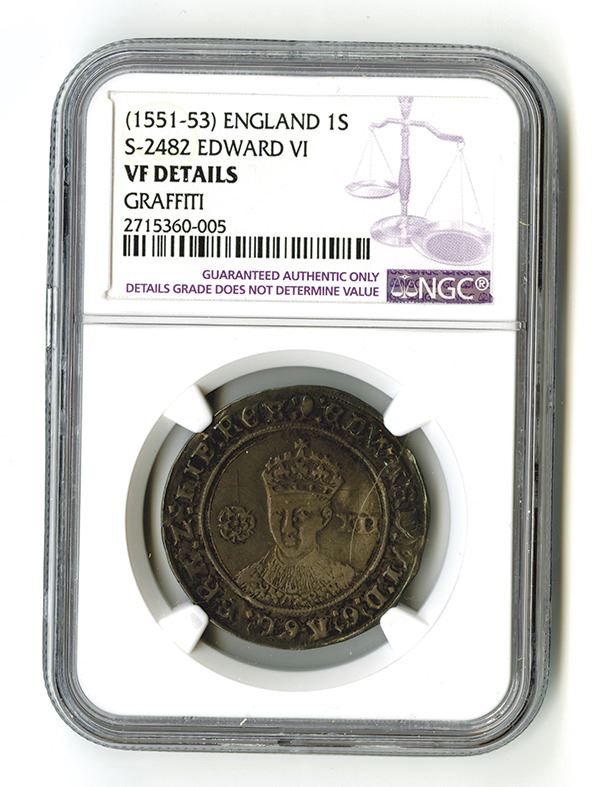 (1551-53) ENGLAND 1S
S-2482 EDWARD VI
VF DETAILS
GRAFFITI
2715360-005
GUARANTEED AUTHENTIC ONLY
DETAILS GRADE DOES NOT DETERMINE VALUE
NGC®